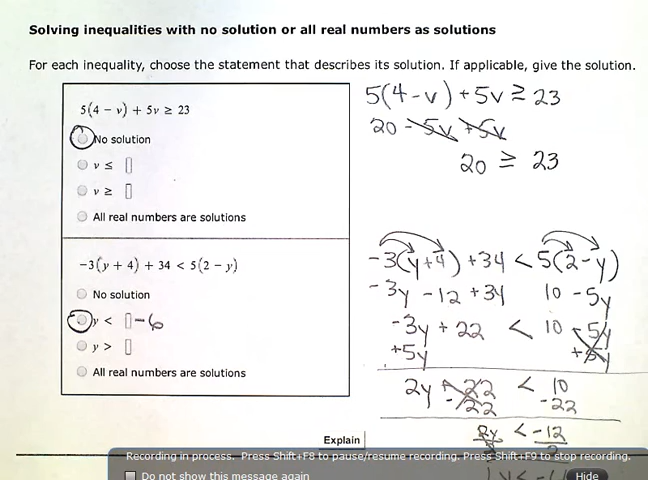 Solving inequalities with no solution or all real numbers as solutions
For each inequality, choose the statement that describes its solution. If applicable, give the solution.
5(4 − v) + 5v ≥ 23
No solution
v ≤ ▯
v ≥ ▯
All real numbers are solutions
−3(y + 4) + 34 < 5(2 − y)
No solution
y < ▯ -6
y > ▯
All real numbers are solutions
Explain
5(4-v)+5v ≥ 23
20 - 5v + 5v
20 ≥ 23
-3(y+4)+34 < 5(2-y)
-3y -12 +34 10 -5y
-3y + 22 < 10 -5y
+5y +5y
2y + 22 < 10
-22 -22
2y < -12
Recording in process. Press Shift+F8 to pause/resume recording. Press Shift+F9 to stop recording.
Do not show this message again
Hide